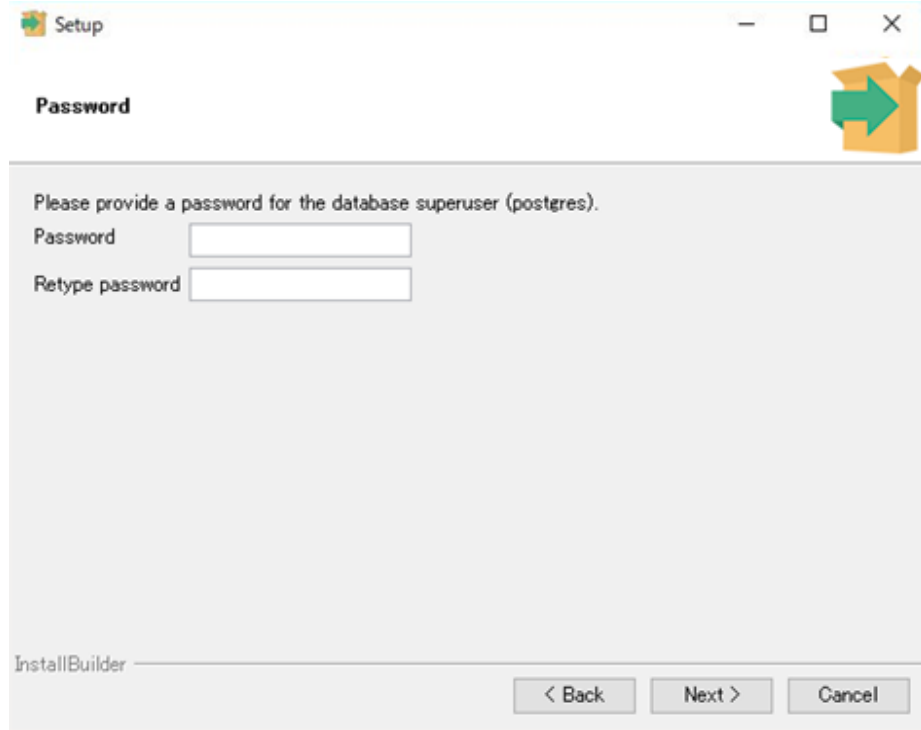 Setup
Password
Please provide a password for the database superuser (postgres).
Password
Retype password
InstallBuilder
< Back
Next >
Cancel